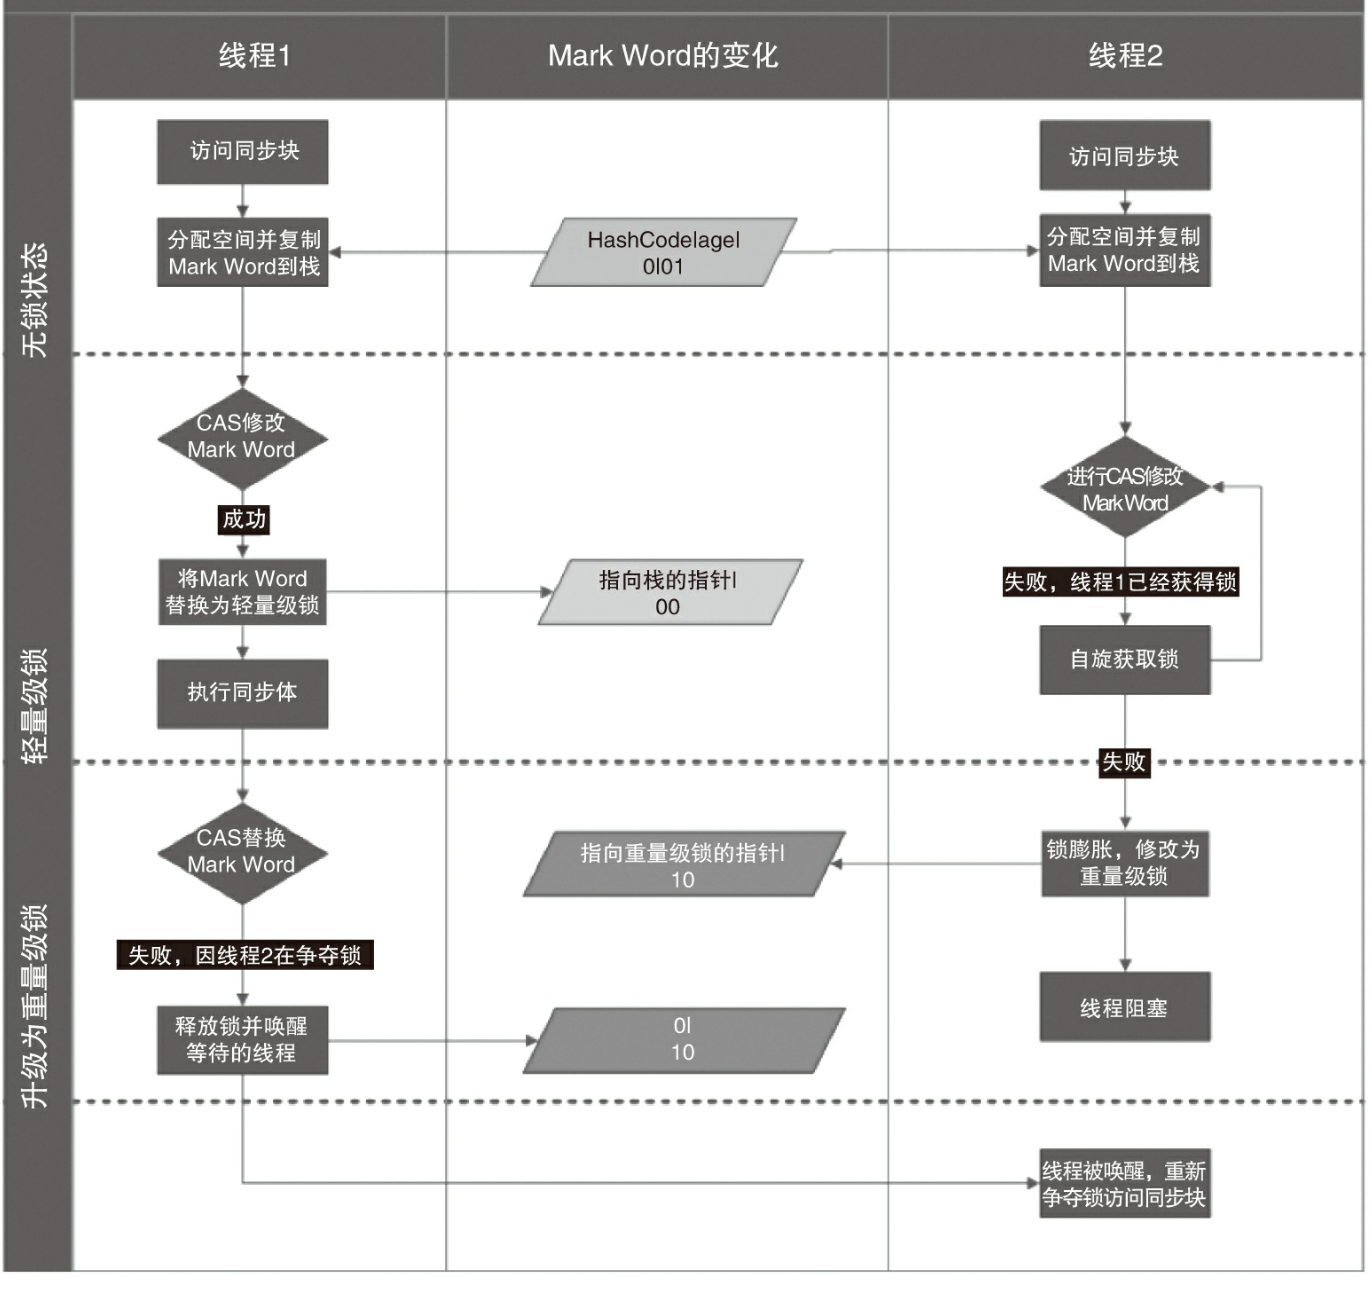 线程1
Mark Word的变化
线程2
无锁状态
访问同步块
访问同步块
分配空间并复制
Mark Word到栈
HashCodelagel
0l01
分配空间并复制
Mark Word到栈
轻量级锁
CAS修改
Mark Word
成功
将Mark Word
替换为轻量级锁
执行同步体
指向栈的指针l
00
进行CAS修改
Mark Word
失败，线程1已经获得锁
自旋获取锁
失败
升级为重量级锁
CAS替换
Mark Word
失败，因线程2在争夺锁
释放锁并唤醒
等待的线程
指向重量级锁的指针l
10
0l
10
锁膨胀，修改为
重量级锁
线程阻塞
线程被唤醒，重新
争夺锁访问同步块